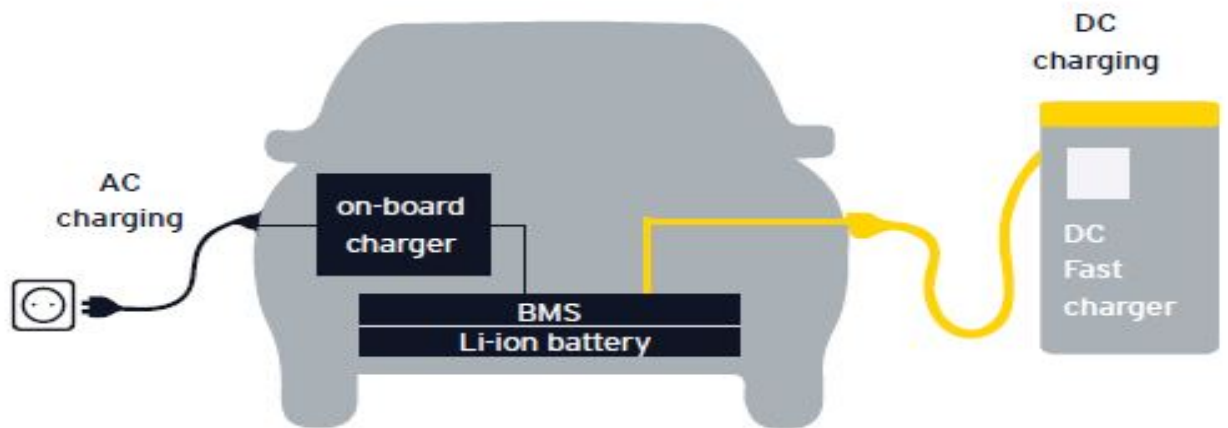 DC
charging
AC
charging
on-board
charger
BMS
Li-ion battery
DC
Fast
charger